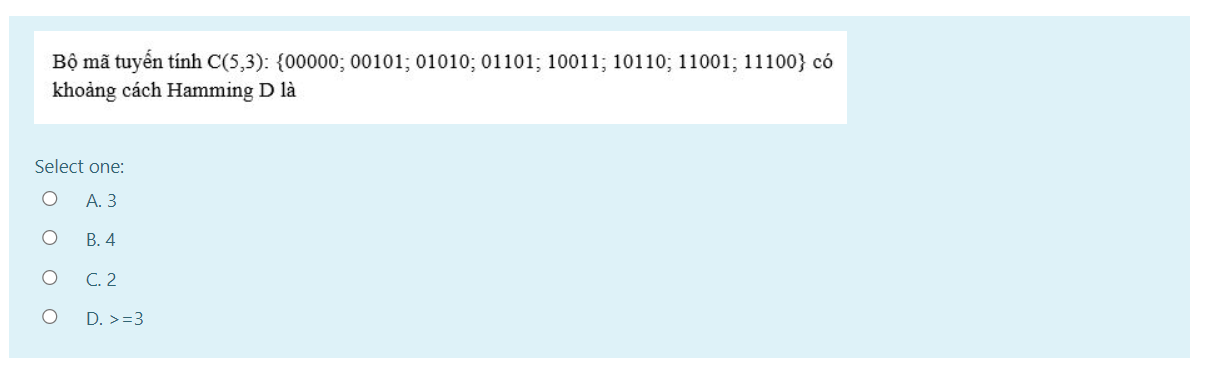 Bộ mã tuyến tính C(5,3): {00000; 00101; 01010; 01101; 10011; 10110; 11001; 11100} có
khoảng cách Hamming D là
Select one:
A. 3
B. 4
C. 2
D. >=3